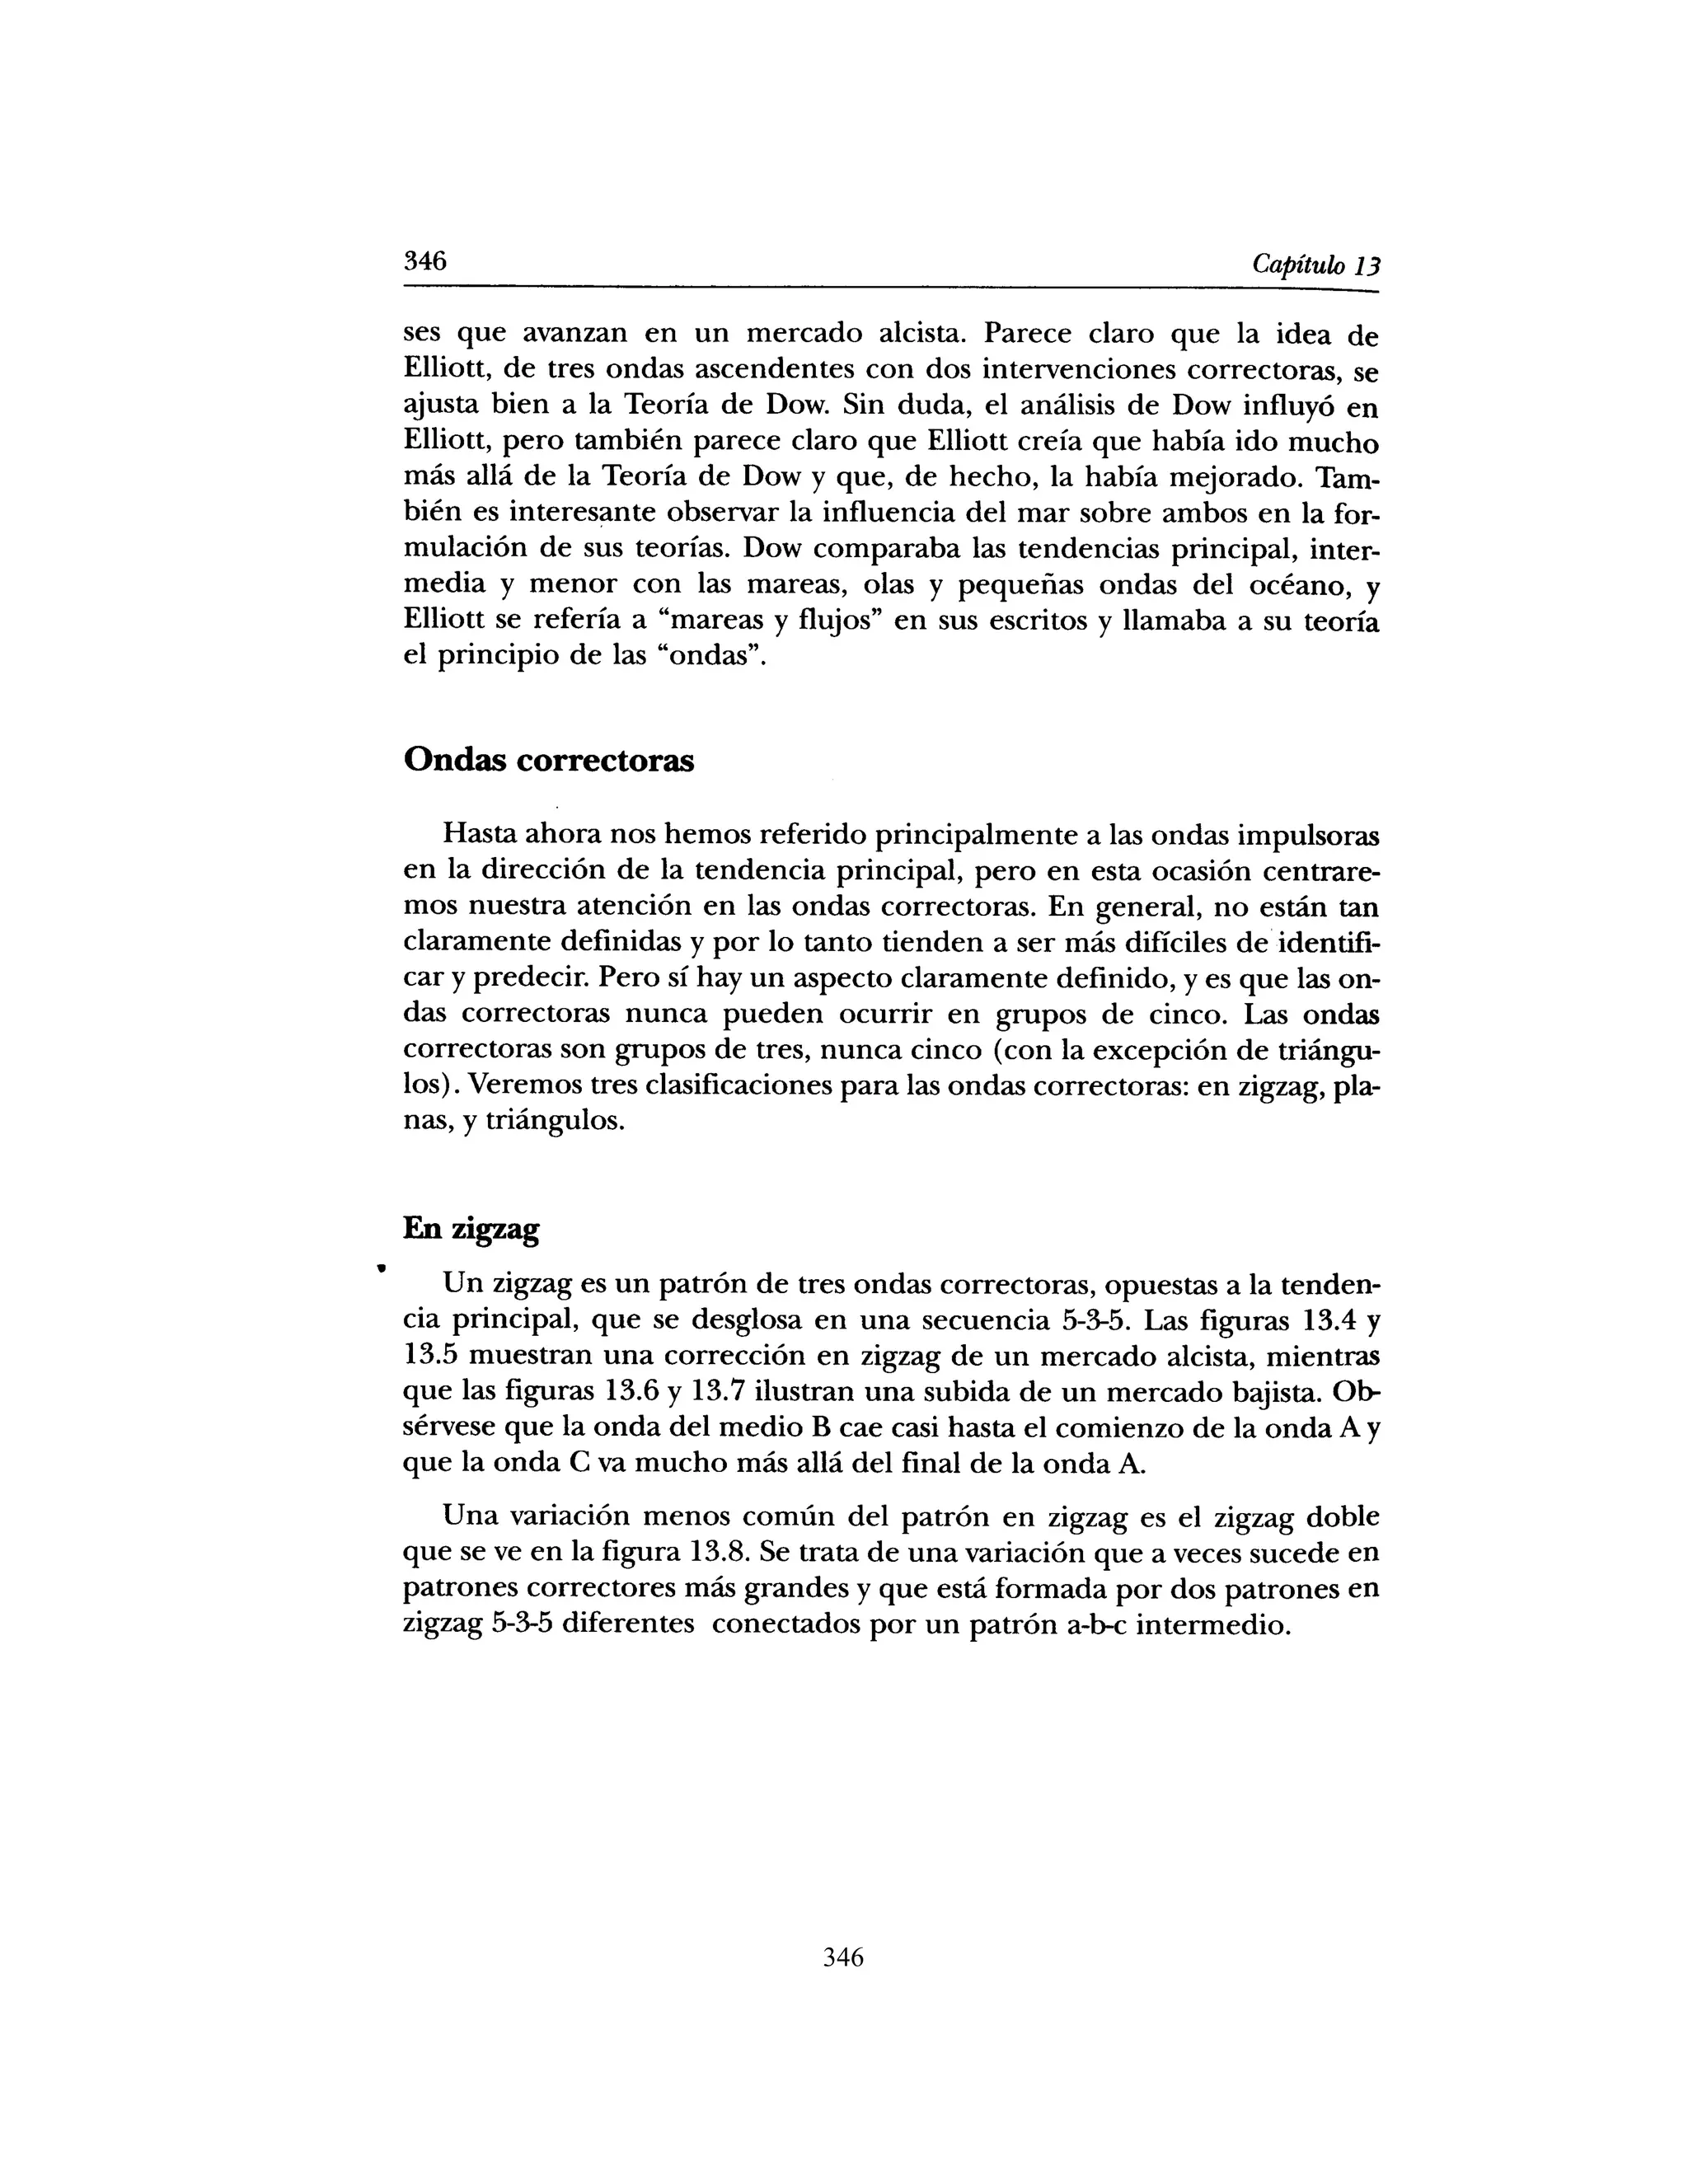 346 Capítulo 13
ses que avanzan en un mercado alcista. Parece claro que la idea de
Elliott, de tres ondas ascendentes con dos intervenciones correctoras, se
ajusta bien a la Teoría de Dow. Sin duda, el análisis de Dow influyó en
Elliott, pero también parece claro que Elliott creía que había ido mucho
más allá de la Teoría de Dow y que, de hecho, la había mejorado. Tam-
bién es interesante observar la influencia del mar sobre ambos en la for-
mulación de sus teorías. Dow comparaba las tendencias principal, inter-
media y menor con las mareas, olas y pequeñas ondas del océano, y
Elliott se refería a “mareas y flujos” en sus escritos y llamaba a su teoría
el principio de las “ondas”.
Ondas correctoras
Hasta ahora nos hemos referido principalmente a las ondas impulsoras
en la dirección de la tendencia principal, pero en esta ocasión centrare-
mos nuestra atención en las ondas correctoras. En general, no están tan
claramente definidas y por lo tanto tienden a ser más difíciles de identifi-
car y predecir. Pero sí hay un aspecto claramente definido, y es que las on-
das correctoras nunca pueden ocurrir en grupos de cinco. Las ondas
correctoras son grupos de tres, nunca cinco (con la excepción de triángu-
los). Veremos tres clasificaciones para las ondas correctoras: en zigzag, pla-
nas, y triángulos.
En zigzag
Un zigzag es un patrón de tres ondas correctoras, opuestas a la tenden-
cia principal, que se desglosa en una secuencia 5-3-5. Las figuras 13.4 y
13.5 muestran una corrección en zigzag de un mercado alcista, mientras
que las figuras 13.6 y 13.7 ilustran una subida de un mercado bajista. Ob-
sérvese que la onda del medio B cae casi hasta el comienzo de la onda A y
que la onda C va mucho más allá del final de la onda A.
Una variación menos común del patrón en zigzag es el zigzag doble
que se ve en la figura 13.8. Se trata de una variación que a veces sucede en
patrones correctores más grandes y que está formada por dos patrones en
zigzag 5-3-5 diferentes conectados por un patrón a-b-c intermedio.
346